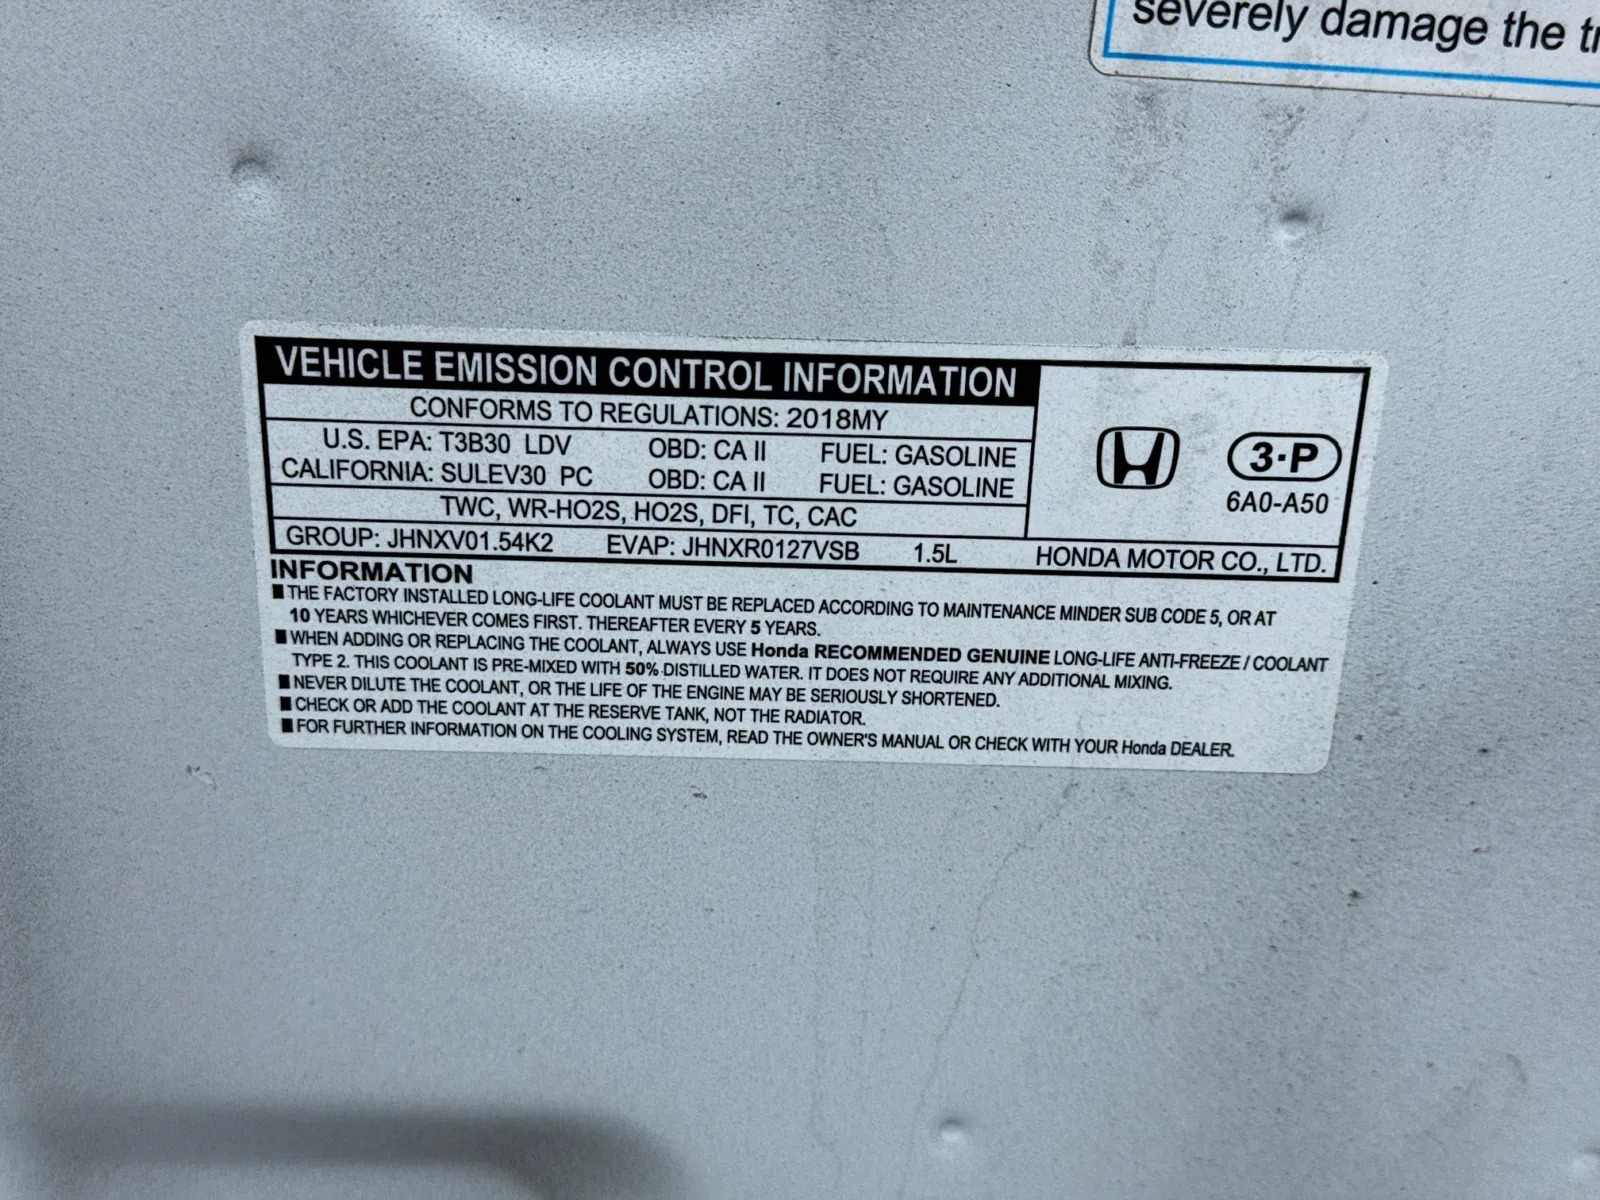 severely damage the
VEHICLE EMISSION CONTROL INFORMATION
CONFORMS TO REGULATIONS: 2018MY
U.S. EPA: T3B30 LDV OBD: CA II FUEL: GASOLINE
CALIFORNIA: SULEV30 PC OBD: CA II FUEL: GASOLINE
TWC, WR-HO2S, HO2S, DFI, TC, CAC
GROUP: JHNXV01.54K2 EVAP: JHNXR0127VSB 1.5L HONDA MOTOR CO., LTD.
3·P
6A0-A50
INFORMATION
■ THE FACTORY INSTALLED LONG-LIFE COOLANT MUST BE REPLACED ACCORDING TO MAINTENANCE MINDER SUB CODE 5, OR AT
10 YEARS WHICHEVER COMES FIRST. THEREAFTER EVERY 5 YEARS.
■ WHEN ADDING OR REPLACING THE COOLANT, ALWAYS USE Honda RECOMMENDED GENUINE LONG-LIFE ANTI-FREEZE / COOLANT
TYPE 2. THIS COOLANT IS PRE-MIXED WITH 50% DISTILLED WATER. IT DOES NOT REQUIRE ANY ADDITIONAL MIXING.
■ NEVER DILUTE THE COOLANT, OR THE LIFE OF THE ENGINE MAY BE SERIOUSLY SHORTENED.
■ CHECK OR ADD THE COOLANT AT THE RESERVE TANK, NOT THE RADIATOR.
■ FOR FURTHER INFORMATION ON THE COOLING SYSTEM, READ THE OWNER'S MANUAL OR CHECK WITH YOUR Honda DEALER.